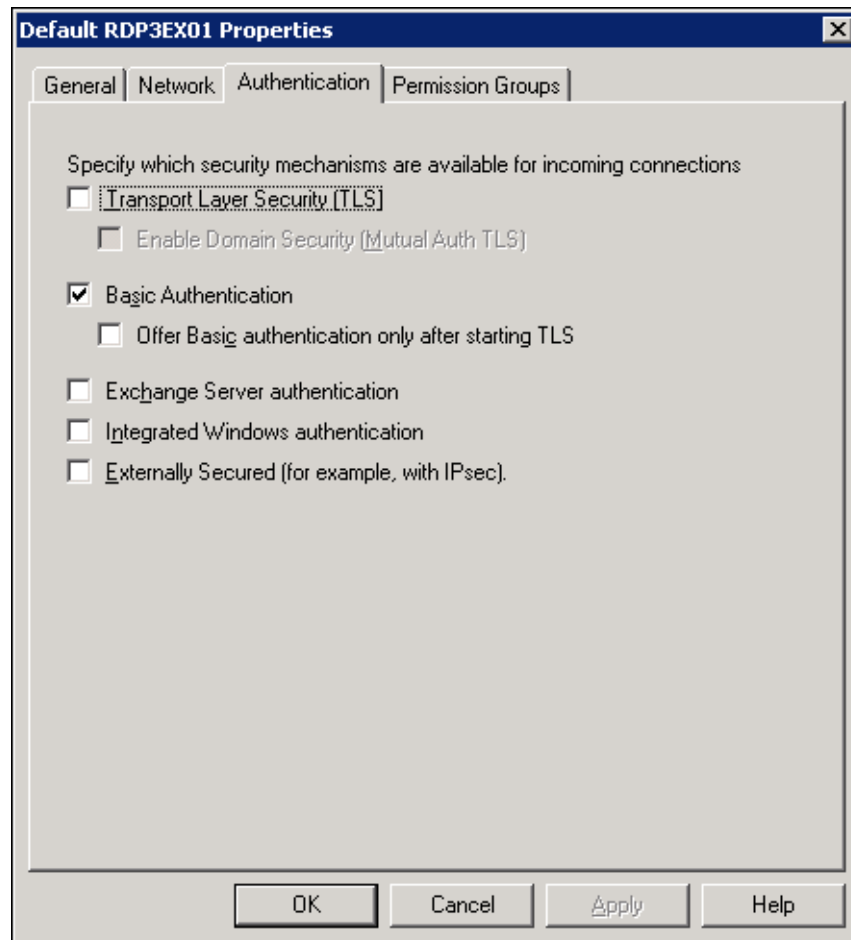 Default RDP3EX01 Properties
General Network Authentication Permission Groups
Specify which security mechanisms are available for incoming connections
Transport Layer Security (TLS)
Enable Domain Security (Mutual Auth TLS)
Basic Authentication
Offer Basic authentication only after starting TLS
Exchange Server authentication
Integrated Windows authentication
Externally Secured (for example, with IPsec).
OK Cancel Apply Help